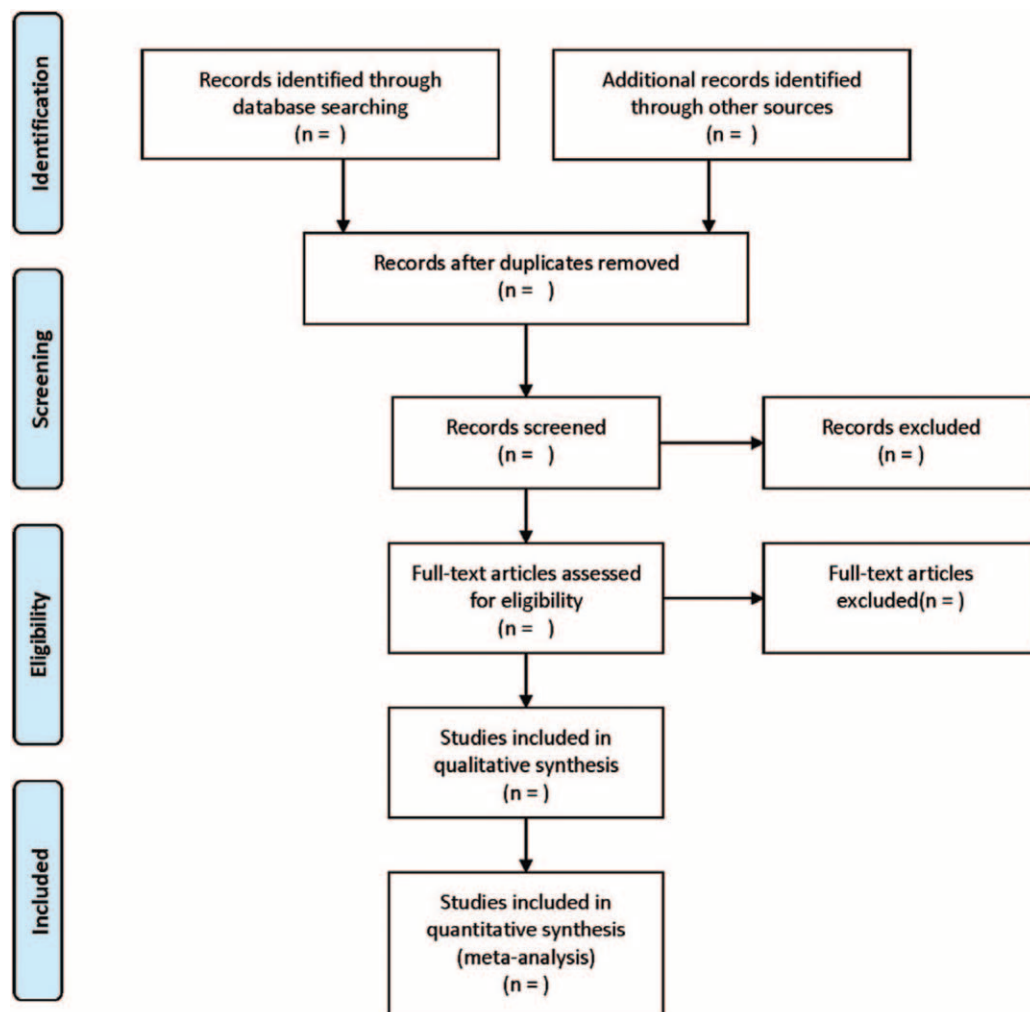 Identification
Records identified through
database searching
(n =  )
Additional records identified
through other sources
(n =  )
Records after duplicates removed
(n =   )
Screening
Records screened
(n =   )
Records excluded
(n = )
Eligibility
Full-text articles assessed
for eligibility
(n =   )
Full-text articles
excluded(n = )
Studies included in
qualitative synthesis
(n = )
Included
Studies included in
quantitative synthesis
(meta-analysis)
(n = )